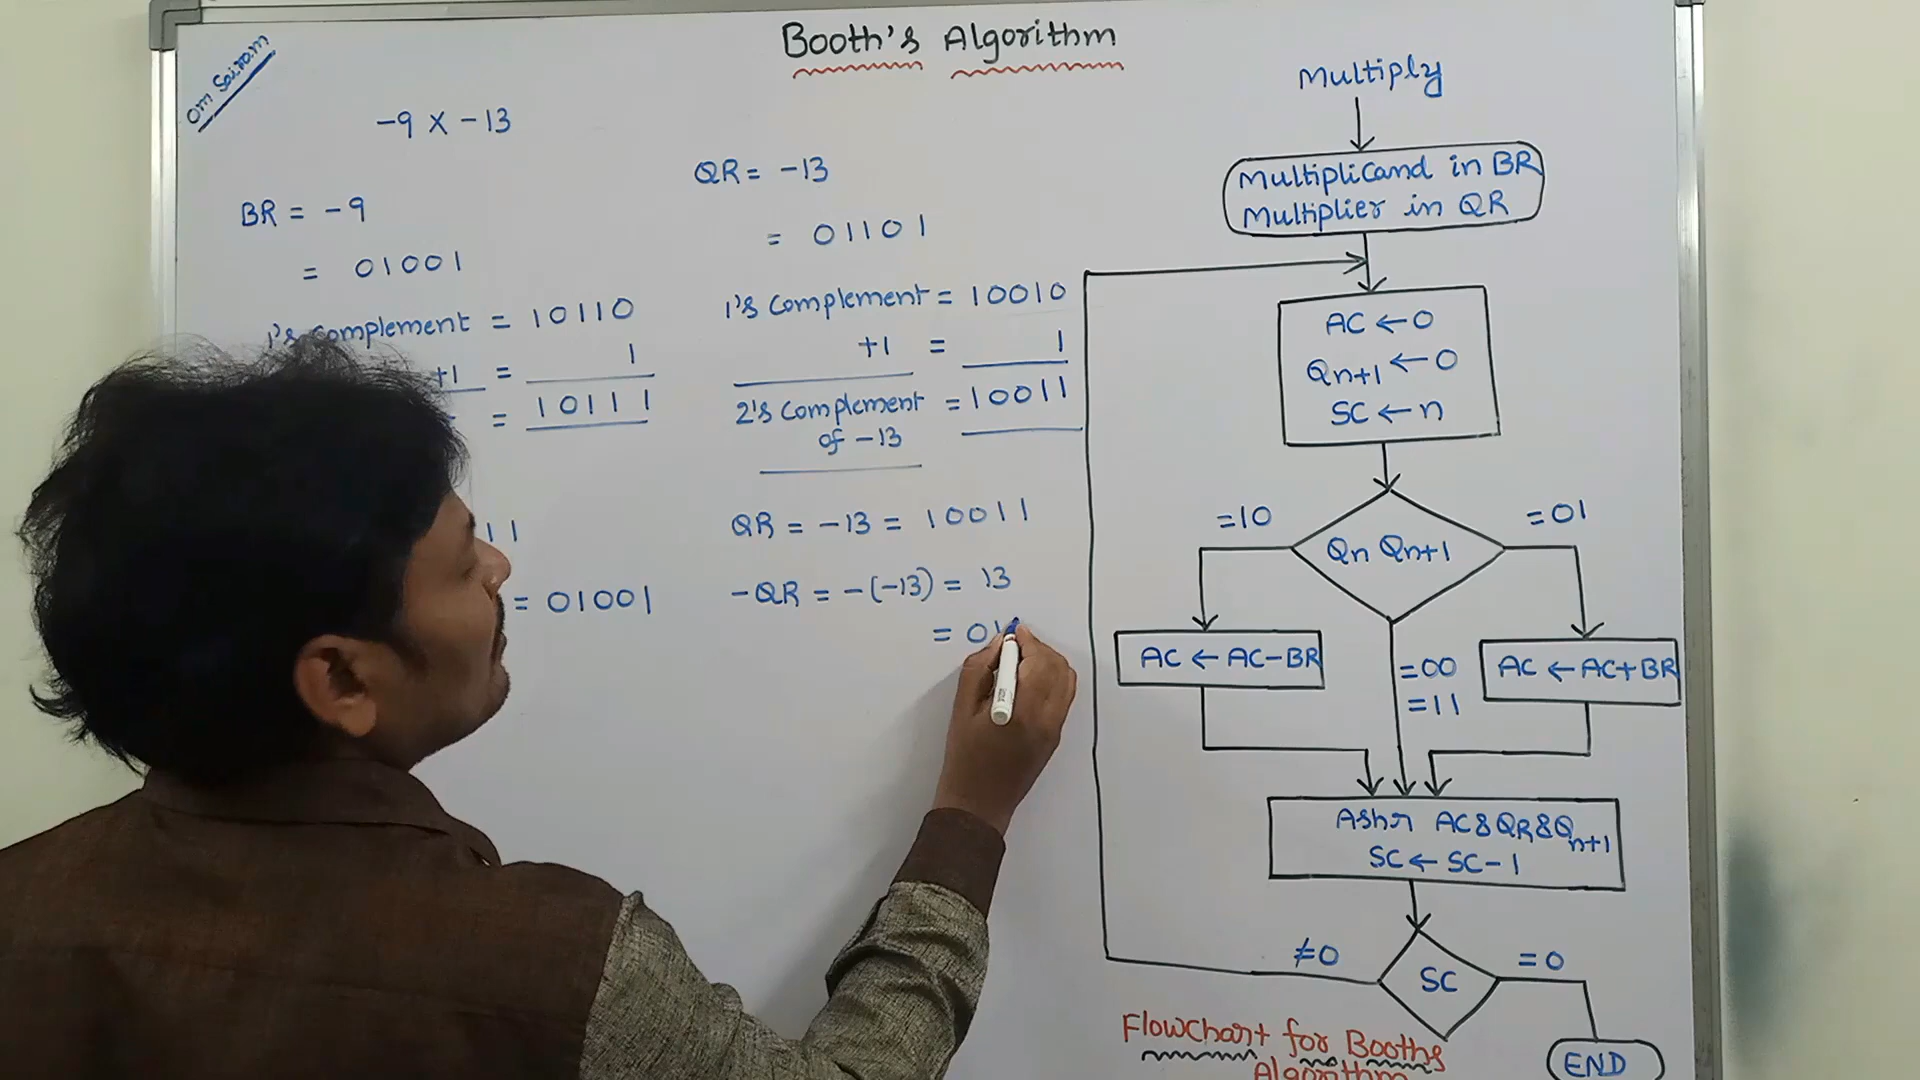 Booth's Algorithm
Om Sairam
-9 X -13
BR = -9
= 01001
1's complement = 10110
+1 = 1
= 10111
11
= 01001
QR = -13
= 01101
1's complement = 10010
+1 = 1
2's complement = 10011
of -13
QR = -13 = 10011
-QR = -(-13) = 13
= 01
Multiply
Multiplicand in BR
Multiplier in QR
AC ← 0
Qn+1 ← 0
SC ← n
=10
Qn Qn+1
=01
AC ← AC-BR
=00
=11
AC ← AC+BR
Ashr AC&QR&Qn+1
SC ← SC-1
≠0
SC
=0
END
Flowchart for Booths
Algorithm